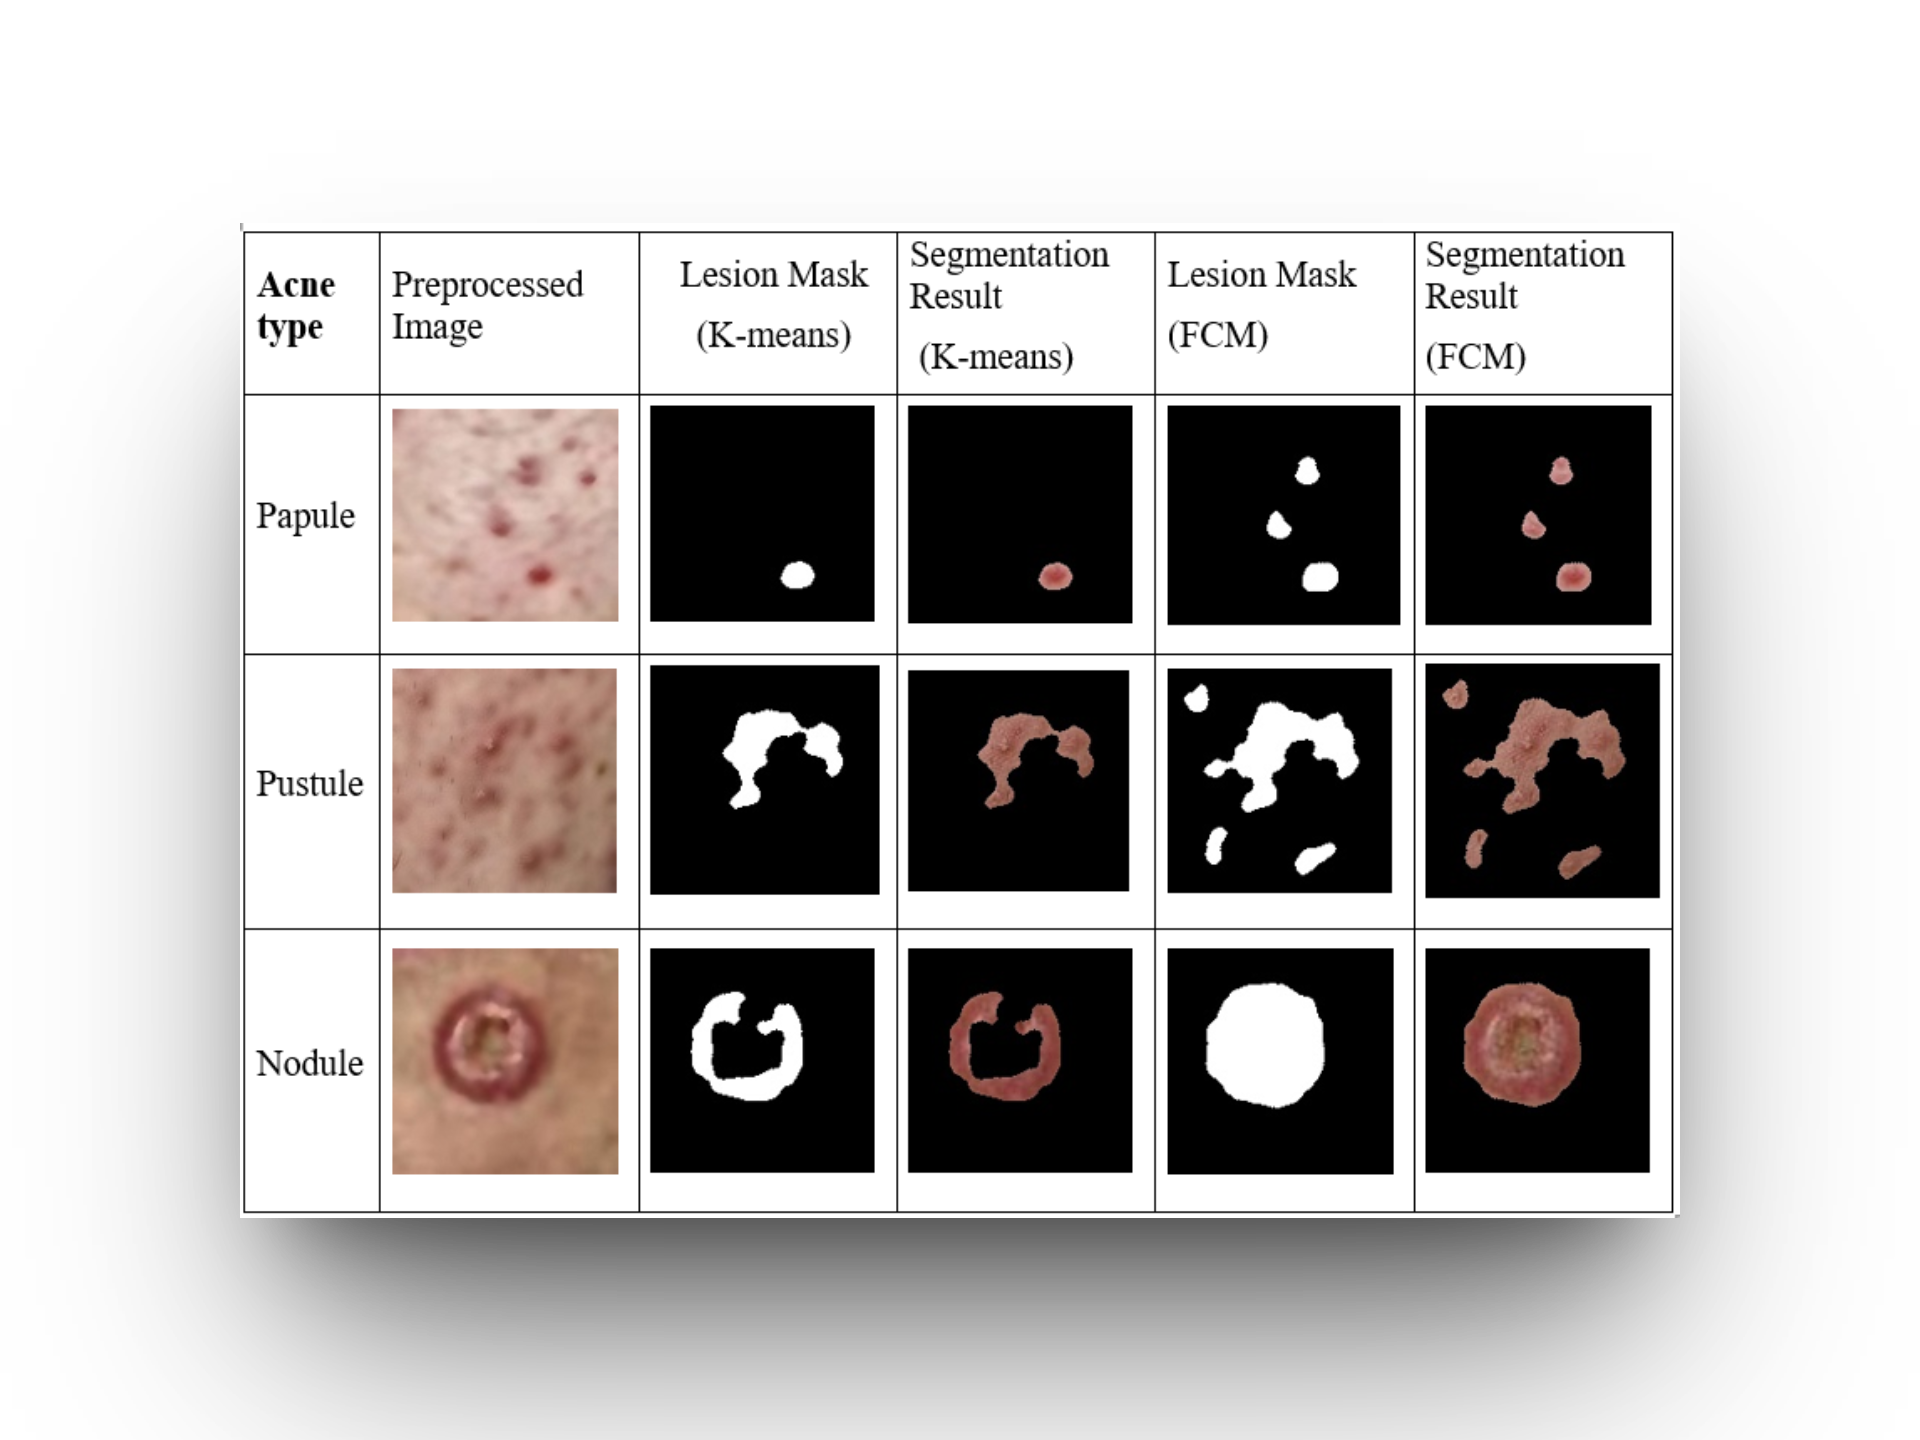 Acne
type
Preprocessed
Image
Lesion Mask
(K-means)
Segmentation
Result
(K-means)
Lesion Mask
(FCM)
Segmentation
Result
(FCM)
Papule
Pustule
Nodule